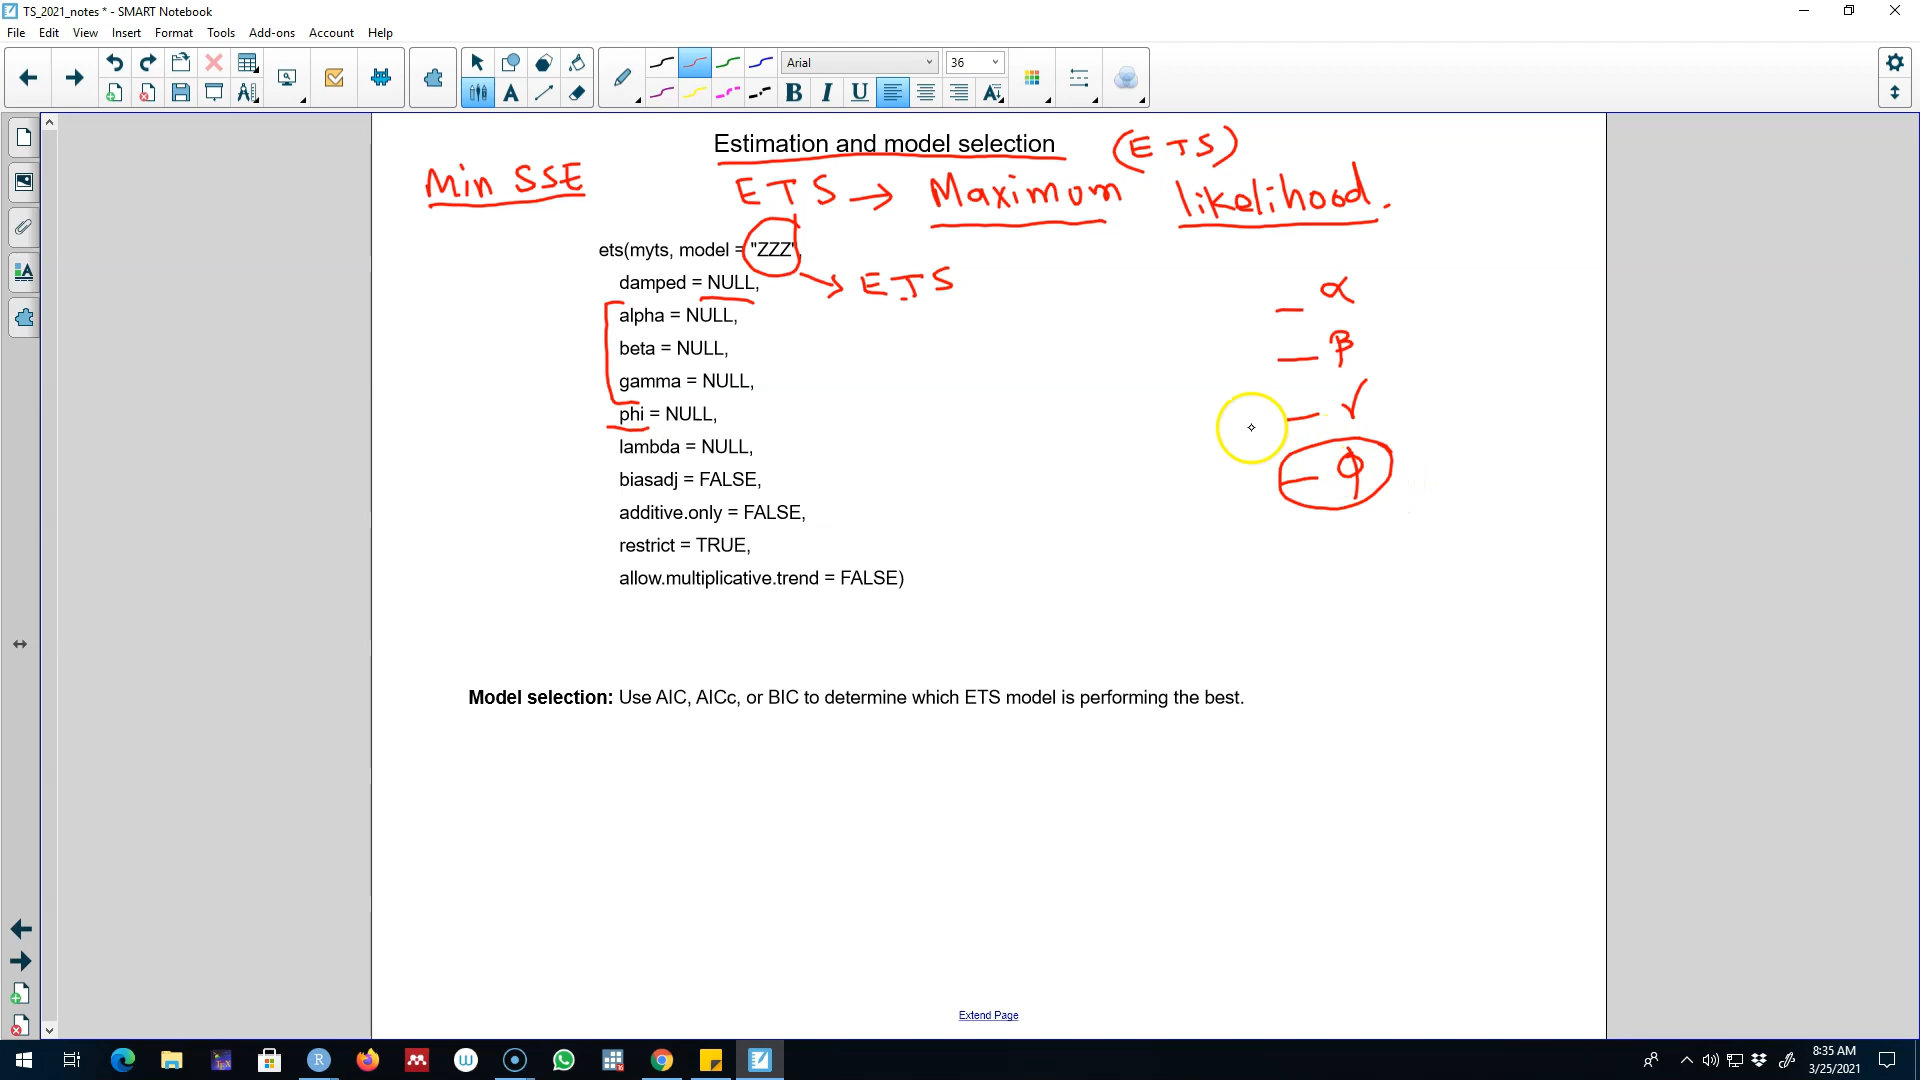 TS_2021_notes * - SMART Notebook
File Edit View Insert Format Tools Add-ons Account Help
Arial 36
B I U A
Estimation and model selection (ETS)
Min SSE ETS → Maximum likelihood.
ets(myts, model = "ZZZ",
damped = NULL, → ETS
alpha = NULL, – α
beta = NULL, – β
gamma = NULL,
phi = NULL, – γ
lambda = NULL, – φ
biasadj = FALSE,
additive.only = FALSE,
restrict = TRUE,
allow.multiplicative.trend = FALSE)
Model selection: Use AIC, AICc, or BIC to determine which ETS model is performing the best.
Extend Page
8:35 AM
3/25/2021